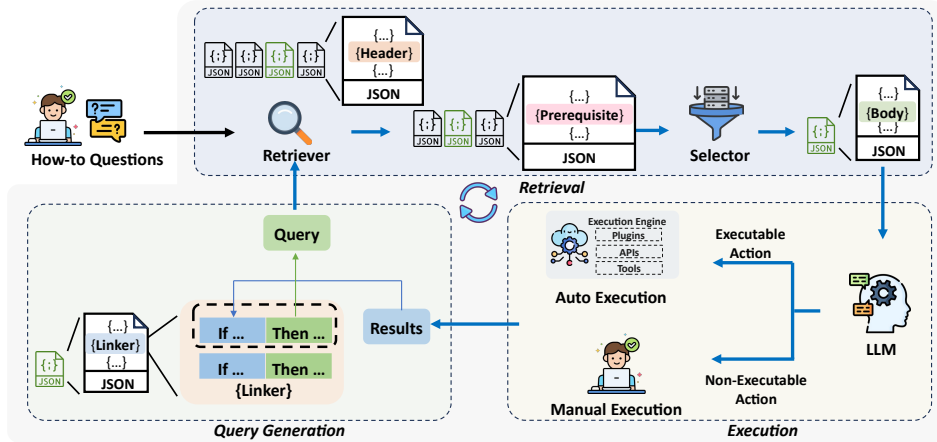 {:}
JSON
{:}
JSON
{:}
JSON
{:}
JSON
{...}
{Header}
{...}
JSON
How-to Questions
Retriever
{:}
JSON
{:}
JSON
{:}
JSON
{...}
{Prerequisite}
{...}
JSON
Selector
{:}
JSON
{...}
{Body}
{...}
JSON
Retrieval
Query
{:}
JSON
{...}
{Linker}
{...}
JSON
If ...
Then ...
If ...
Then ...
{Linker}
Results
Query Generation
Execution Engine
Plugins
APIs
Tools
Auto Execution
Executable
Action
LLM
Non-Executable
Action
Manual Execution
Execution